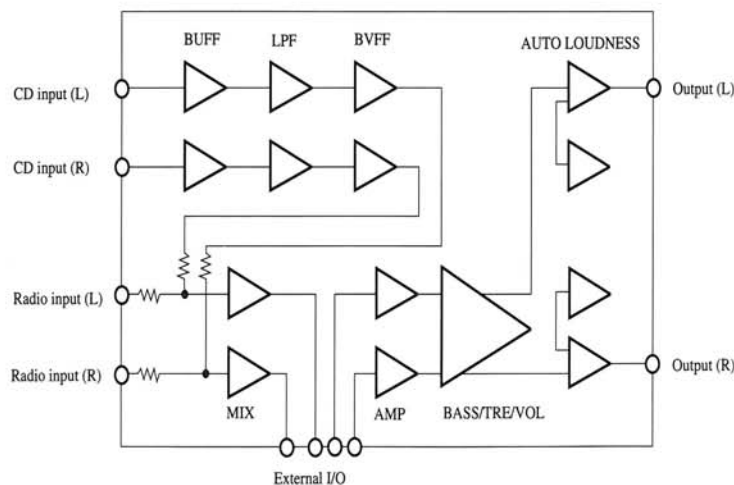 BUFF LPF BVFF AUTO LOUDNESS
CD input (L) Output (L)
CD input (R)
Radio input (L)
Radio input (R) Output (R)
MIX AMP BASS/TRE/VOL
External I/O